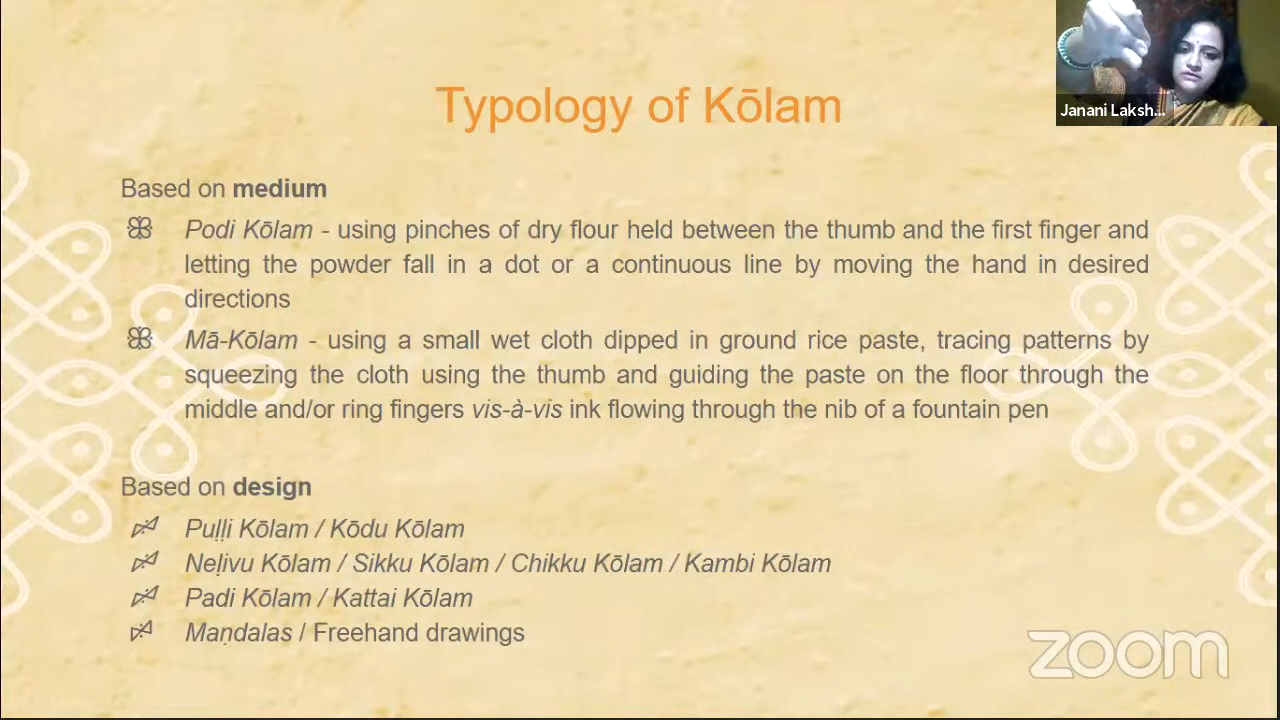 Janani Laksh...
Typology of Kōlam
Based on medium
Podi Kōlam - using pinches of dry flour held between the thumb and the first finger and
letting the powder fall in a dot or a continuous line by moving the hand in desired
directions
Mā-Kōlam - using a small wet cloth dipped in ground rice paste, tracing patterns by
squeezing the cloth using the thumb and guiding the paste on the floor through the
middle and/or ring fingers vis-à-vis ink flowing through the nib of a fountain pen
Based on design
Puḷḷi Kōlam / Kōdu Kōlam
Neḷivu Kōlam / Sikku Kōlam / Chikku Kōlam / Kambi Kōlam
Padi Kōlam / Kattai Kōlam
Maṇdalas / Freehand drawings
zoom